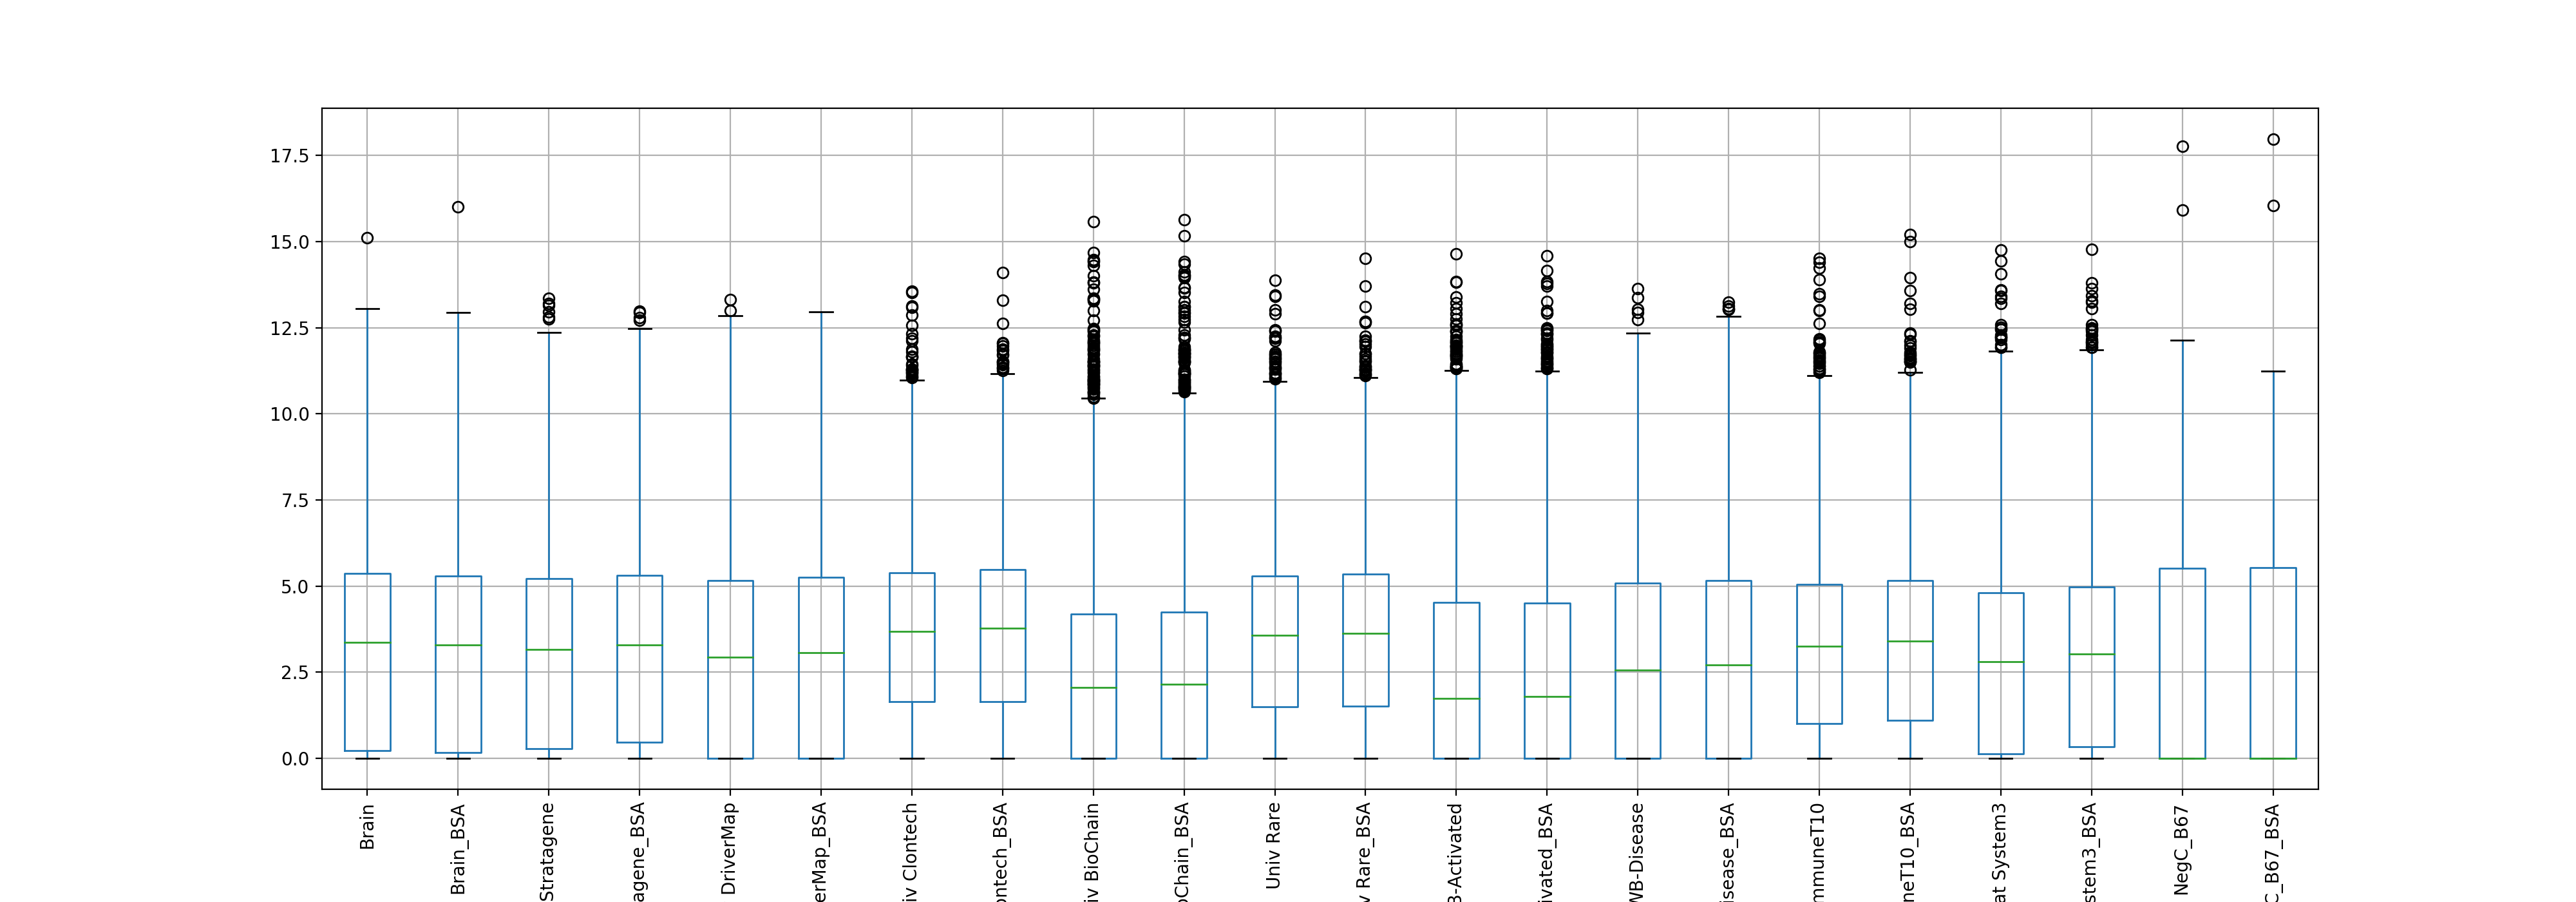 17.5
15.0
12.5
10.0
7.5
5.0
2.5
0.0
Brain
Brain_BSA
Stratagene
agene_BSA
DriverMap
erMap_BSA
iv Clontech
ontech_BSA
iv BioChain
oChain_BSA
Univ Rare
v Rare_BSA
B-Activated
ivated_BSA
WB-Disease
isease_BSA
mmuneT10
neT10_BSA
at System3
stem3_BSA
NegC_B67
C_B67_BSA